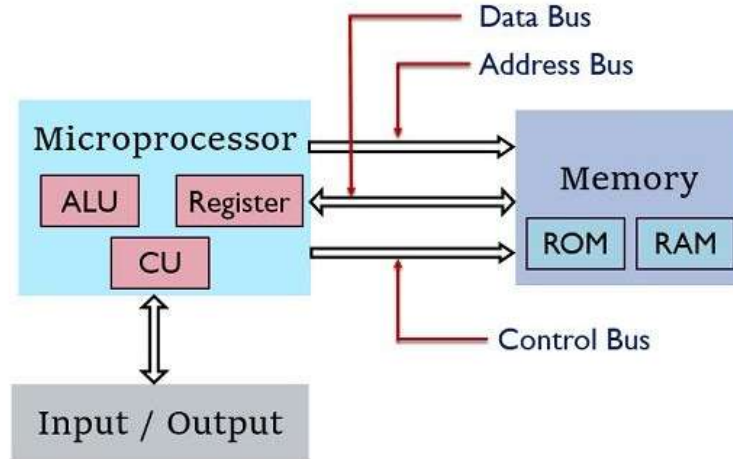 Data Bus
Address Bus
Microprocessor
ALU
Register
CU
Memory
ROM
RAM
Control Bus
Input / Output